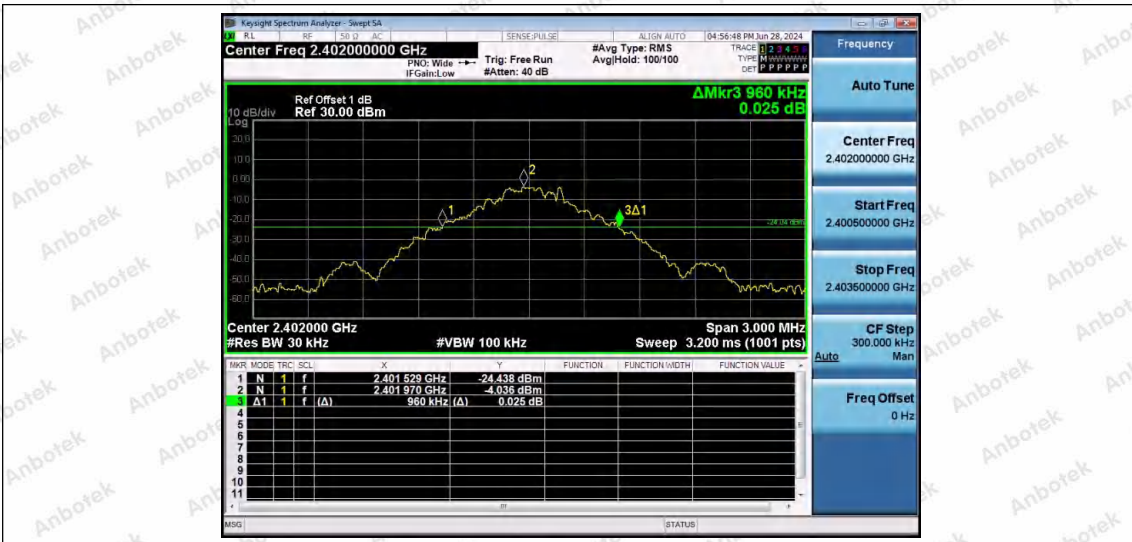 Keysight Spectrum Analyzer - Swept SA
LXI RL RF 50 Ω AC SENSE:PULSE ALIGN AUTO 04:56:48 PM Jun 28, 2024
Center Freq 2.402000000 GHz
PNO: Wide
IFGain:Low
Trig: Free Run
#Atten: 40 dB
#Avg Type: RMS
Avg|Hold: 100/100
TRACE 1 2 3 4 5 6
TYPE M W W W W W
DET P P P P P P
Ref Offset 1 dB
10 dB/div Ref 30.00 dBm
Log
ΔMkr3 960 kHz
0.025 dB
20.0
10.0
0.00
-10.0
-20.0
-30.0
-40.0
-50.0
-60.0
1
2
3Δ1
-24.04 dBm
Center 2.402000 GHz Span 3.000 MHz
#Res BW 30 kHz #VBW 100 kHz Sweep 3.200 ms (1001 pts)
MKR MODE TRC SCL X Y FUNCTION FUNCTION WIDTH FUNCTION VALUE
1 N 1 f 2.401 529 GHz -24.438 dBm
2 N 1 f 2.401 970 GHz -4.036 dBm
3 Δ1 1 f (Δ) 960 kHz (Δ) 0.025 dB
4
5
6
7
8
9
10
11
MSG STATUS
Frequency
Auto Tune
Center Freq
2.402000000 GHz
Start Freq
2.400500000 GHz
Stop Freq
2.403500000 GHz
CF Step
300.000 kHz
Auto Man
Freq Offset
0 Hz
Anbotek